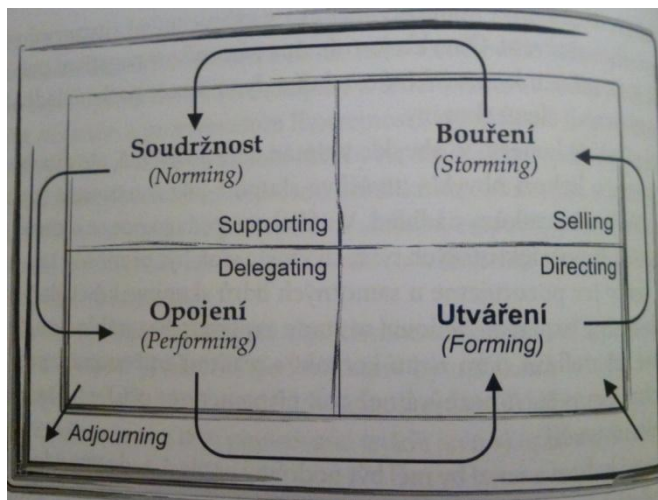 Soudržnost
(Norming)
Bouření
(Storming)
Supporting
Selling
Delegating
Directing
Opojení
(Performing)
Utváření
(Forming)
Adjourning